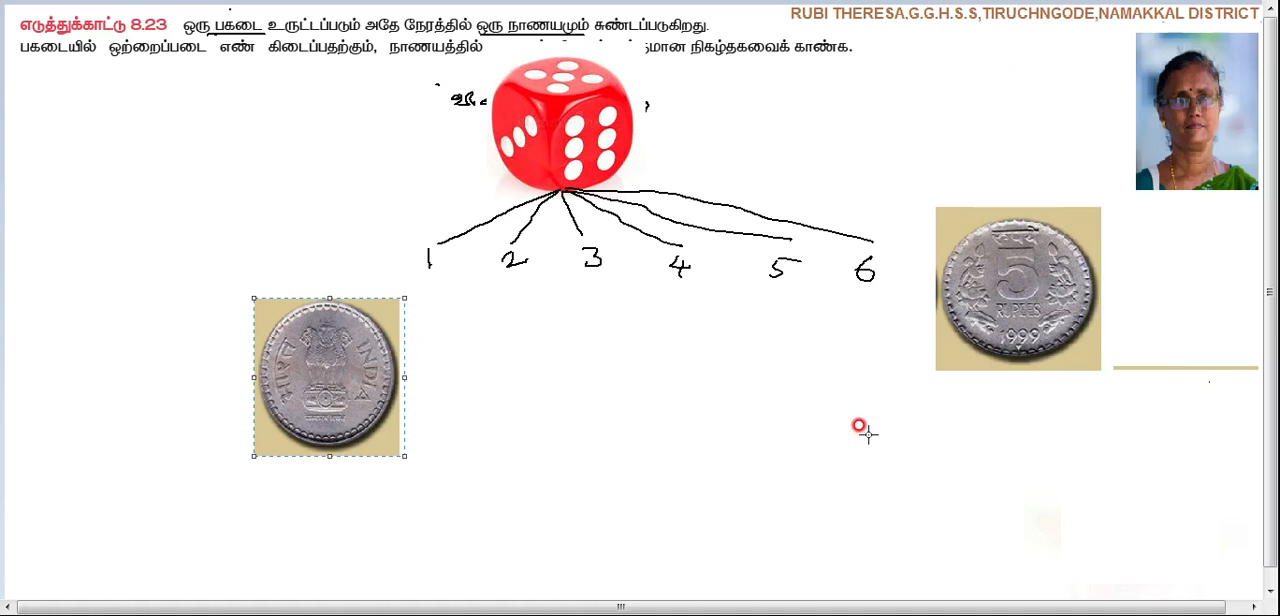 RUBI THERESA,G.G.H.S.S,TIRUCHNGODE,NAMAKKAL DISTRICT
எடுத்துக்காட்டு 8.23 ஒரு பகடை உருட்டப்படும் அதே நேரத்தில் ஒரு நாணயமும் சுண்டப்படுகிறது.
பகடையில் ஒற்றைப்படை எண் கிடைப்பதற்கும், நாணயத்தில் மான நிகழ்தகவைக் காண்க.
1 2 3 4 5 6
रुपये
5
RUPEES
1999
भारत INDIA